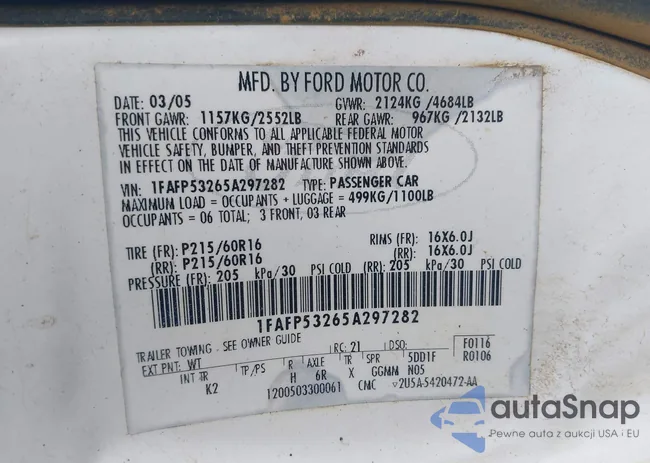 MFD. BY FORD MOTOR CO.
DATE: 03/05 GVWR: 2124KG /4684LB
FRONT GAWR: 1157KG/2552LB REAR GAWR: 967KG/2132LB
THIS VEHICLE CONFORMS TO ALL APPLICABLE FEDERAL MOTOR
VEHICLE SAFETY, BUMPER, AND THEFT PREVENTION STANDARDS
IN EFFECT ON THE DATE OF MANUFACTURE SHOWN ABOVE.
VIN: 1FAFP53265A297282 TYPE: PASSENGER CAR
MAXIMUM LOAD = OCCUPANTS + LUGGAGE = 499KG/1100LB
OCCUPANTS = 06 TOTAL; 3 FRONT, 03 REAR
TIRE (FR): P215/60R16 RIMS (FR): 16X6.0J
(RR): P215/60R16 (RR): 16X6.0J
PRESSURE (FR): 205 kPa/30 PSI COLD (RR): 205 kPa/30 PSI COLD
1FAFP53265A297282
TRAILER TOWING - SEE OWNER GUIDE
EXT PNT: WT RC: 21 DSO: F0116
INT TR TP/PS R AXLE TR SPR 5DD1F R0106
K2 H 6R X GGMM N05
1200503300061 CMC v2U5A-5420472-AA
autoSnap
Pewne auta z aukcji USA i EU